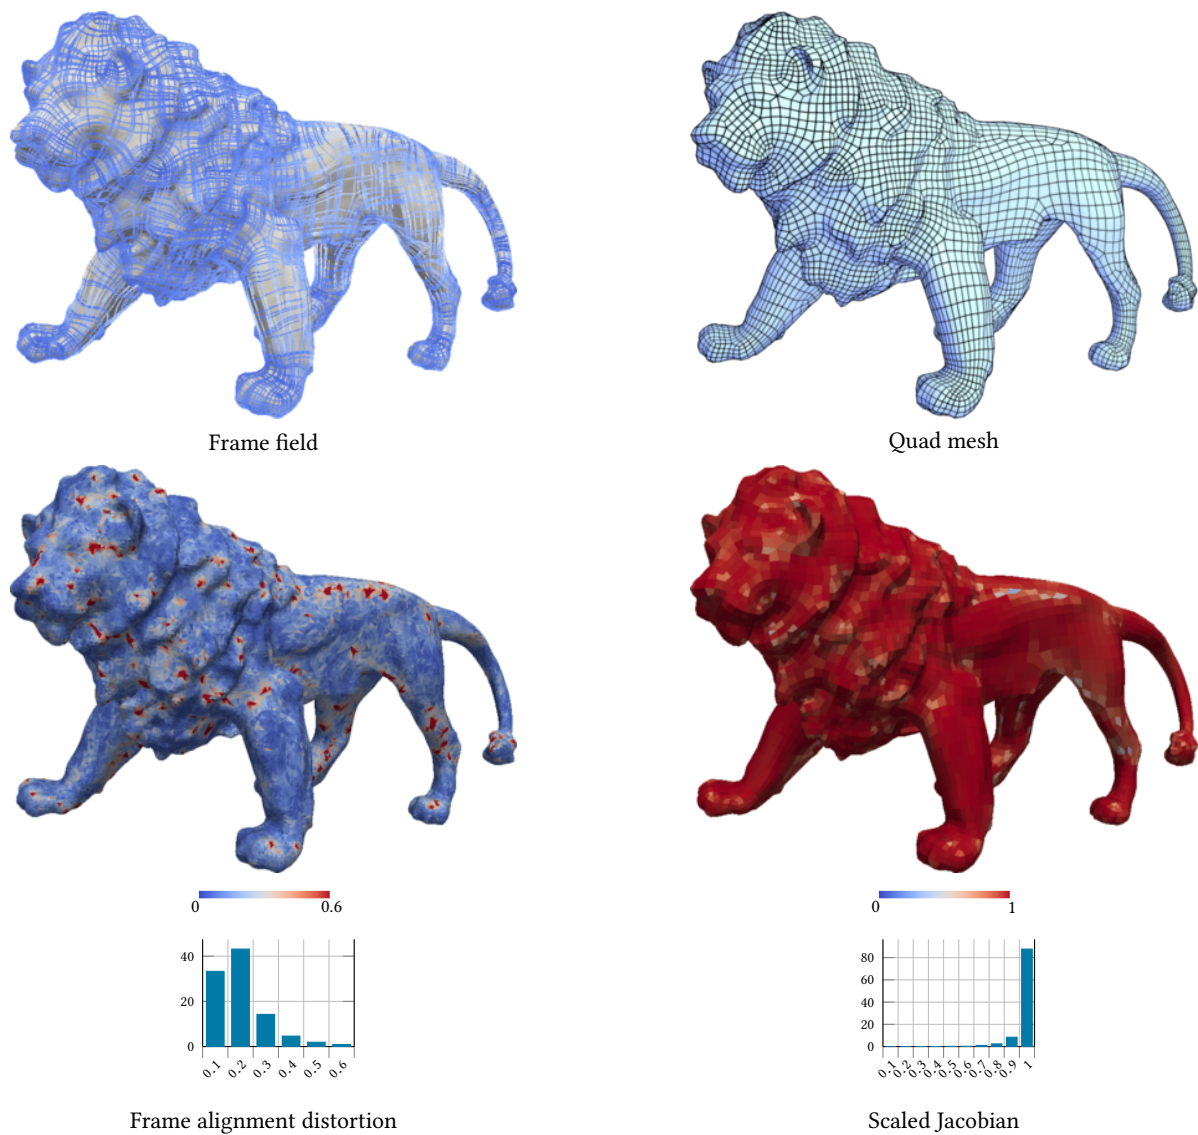 Frame field
Quad mesh
0 0.6
0 1
40
20
0
0.1 0.2 0.3 0.4 0.5 0.6
80
60
40
20
0
0.1 0.2 0.3 0.4 0.5 0.6 0.7 0.8 0.9 1
Frame alignment distortion
Scaled Jacobian